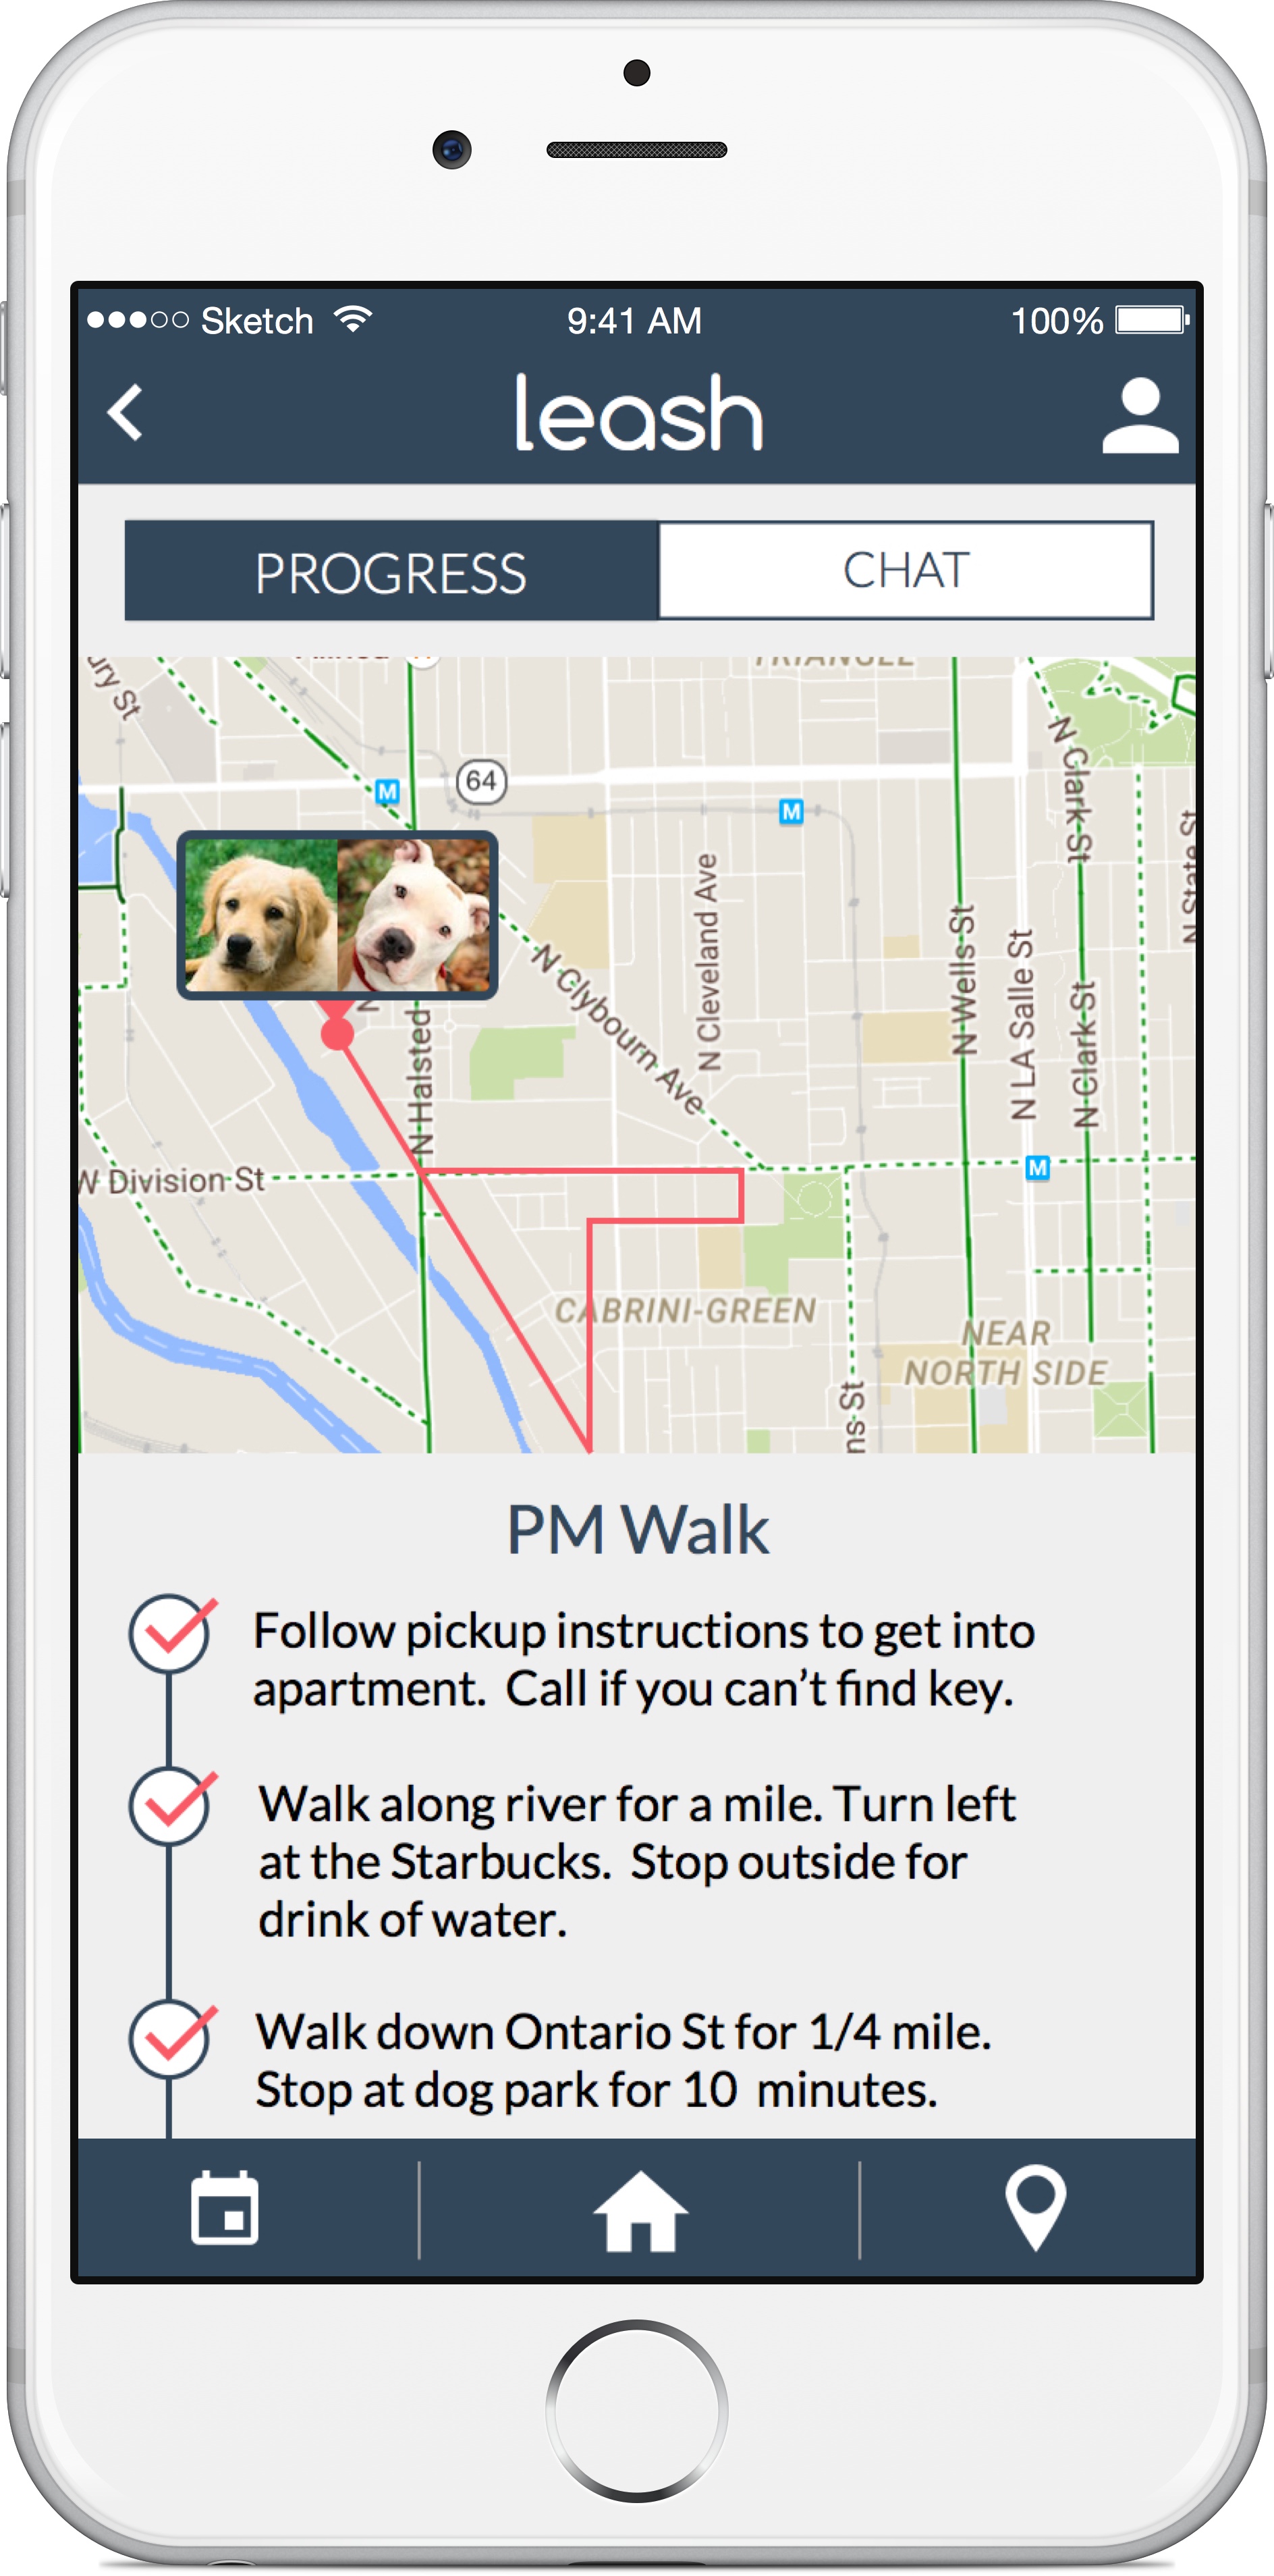 Sketch 9:41 AM 100%
leash
PROGRESS CHAT
TRIANGLE
N Clark St
64
M
M
N State St
N Cleveland Ave
N Wells St
N LA Salle St
N Clark St
N Clybourn Ave
N
N Halsted
M
W Division St
CABRINI-GREEN
NEAR
NORTH SIDE
PM Walk
Follow pickup instructions to get into
apartment. Call if you can’t find key.
Walk along river for a mile. Turn left
at the Starbucks. Stop outside for
drink of water.
Walk down Ontario St for 1/4 mile.
Stop at dog park for 10 minutes.